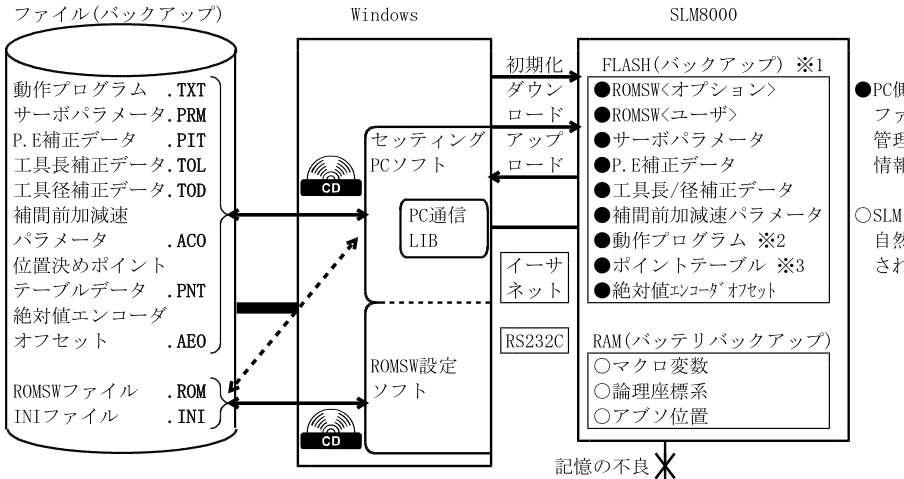 ファイル(バックアップ)
動作プログラム .TXT
サーボパラメータ.PRM
P.E補正データ .PIT
工具長補正データ.TOL
工具径補正データ.TOD
補間前加減速
パラメータ .ACO
位置決めポイント
テーブルデータ .PNT
絶対値エンコーダ
オフセット .AEO
ROMSWファイル .ROM
INIファイル .INI
Windows
セッティング
PCソフト
CD
PC通信
LIB
ROMSW設定
ソフト
CD
初期化
ダウン
ロード
アップ
ロード
イーサ
ネット
RS232C
SLM8000
FLASH(バックアップ) ※1
●ROMSW<オプション>
●ROMSW<ユーザ>
●サーボパラメータ
●P.E補正データ
●工具長/径補正データ
●補間前加減速パラメータ
●動作プログラム ※2
●ポイントテーブル ※3
●絶対値エンコーダオフセット
RAM(バッテリバックアップ)
○マクロ変数
○論理座標系
○アブソ位置
記憶の不良
●PC側
ファ
管理
情報
○SLM
自然
され